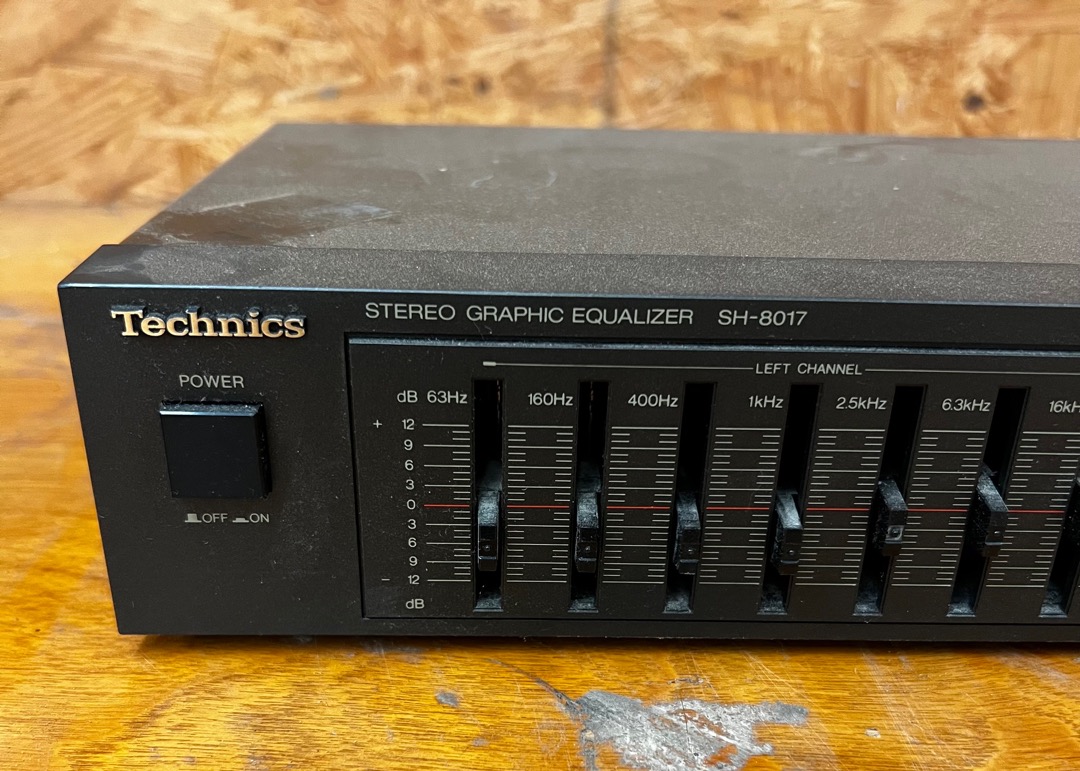 Technics
STEREO GRAPHIC EQUALIZER SH-8017
POWER
OFF ON
LEFT CHANNEL
dB 63Hz 160Hz 400Hz 1kHz 2.5kHz 6.3kHz 16kH
+ 12
9
6
3
0
3
6
9
- 12
dB